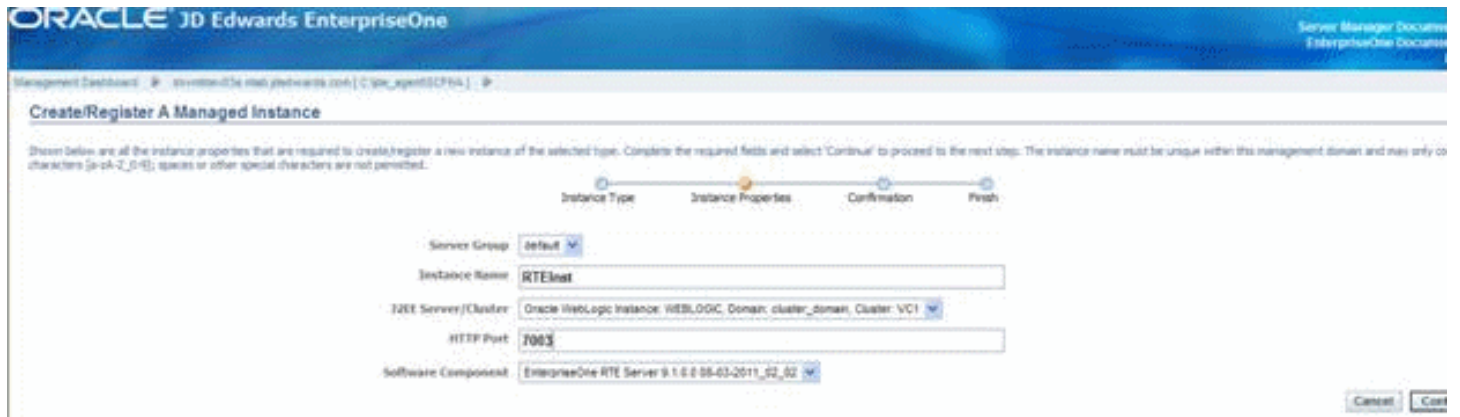 ORACLE JD Edwards EnterpriseOne
Server Manager Docume
EnterpriseOne Docume
Management Dashboard
Create/Register A Managed Instance
Shown below are all the instance properties that are required to create/register a new instance of the selected type. Complete the required fields and select 'Continue' to proceed to the next step. The instance name must be unique within this management domain and may only co
characters [a-zA-Z_0-9]; spaces or other special characters are not permitted.
Instance Type Instance Properties Confirmation Finish
Server Group default
Instance Name RTEInst
J2EE Server/Cluster Oracle WebLogic Instance: WEBLOGIC, Domain: cluster_domain, Cluster: VC1
HTTP Port 7003
Software Component EnterpriseOne RTE Server 9.1.0.0 08-03-2011_02_02
Cancel Cont